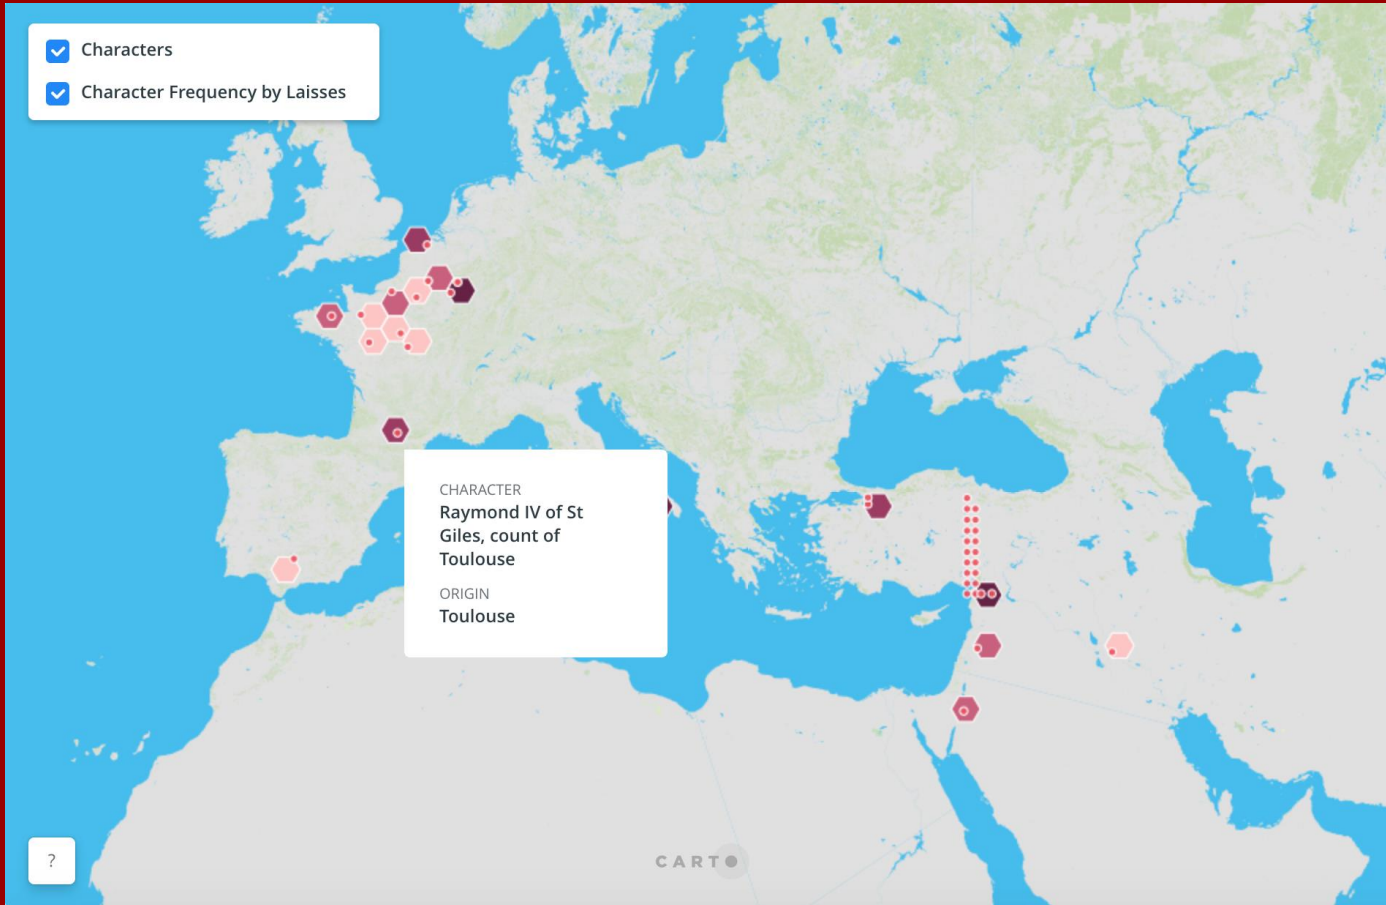 Characters
Character Frequency by Laisses
CHARACTER
Raymond IV of St
Giles, count of
Toulouse
ORIGIN
Toulouse
?
CARTO